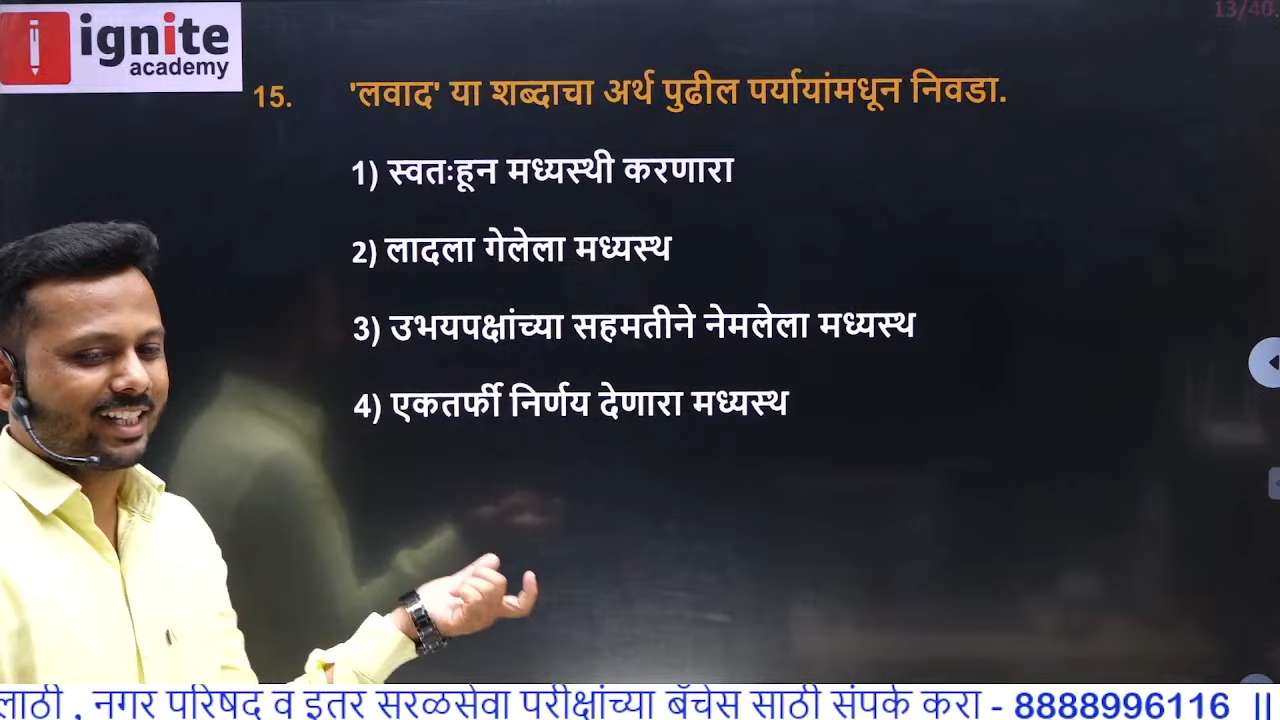 ignite
academy
13/40
15. 'लवाद' या शब्दाचा अर्थ पुढील पर्यायांमधून निवडा.
1) स्वतःहून मध्यस्थी करणारा
2) लादला गेलेला मध्यस्थ
3) उभयपक्षांच्या सहमतीने नेमलेला मध्यस्थ
4) एकतर्फी निर्णय देणारा मध्यस्थ
लाठी , नगर परिषद व इतर सरळसेवा परीक्षांच्या बॅचेस साठी संपर्क करा - 8888996116 ||